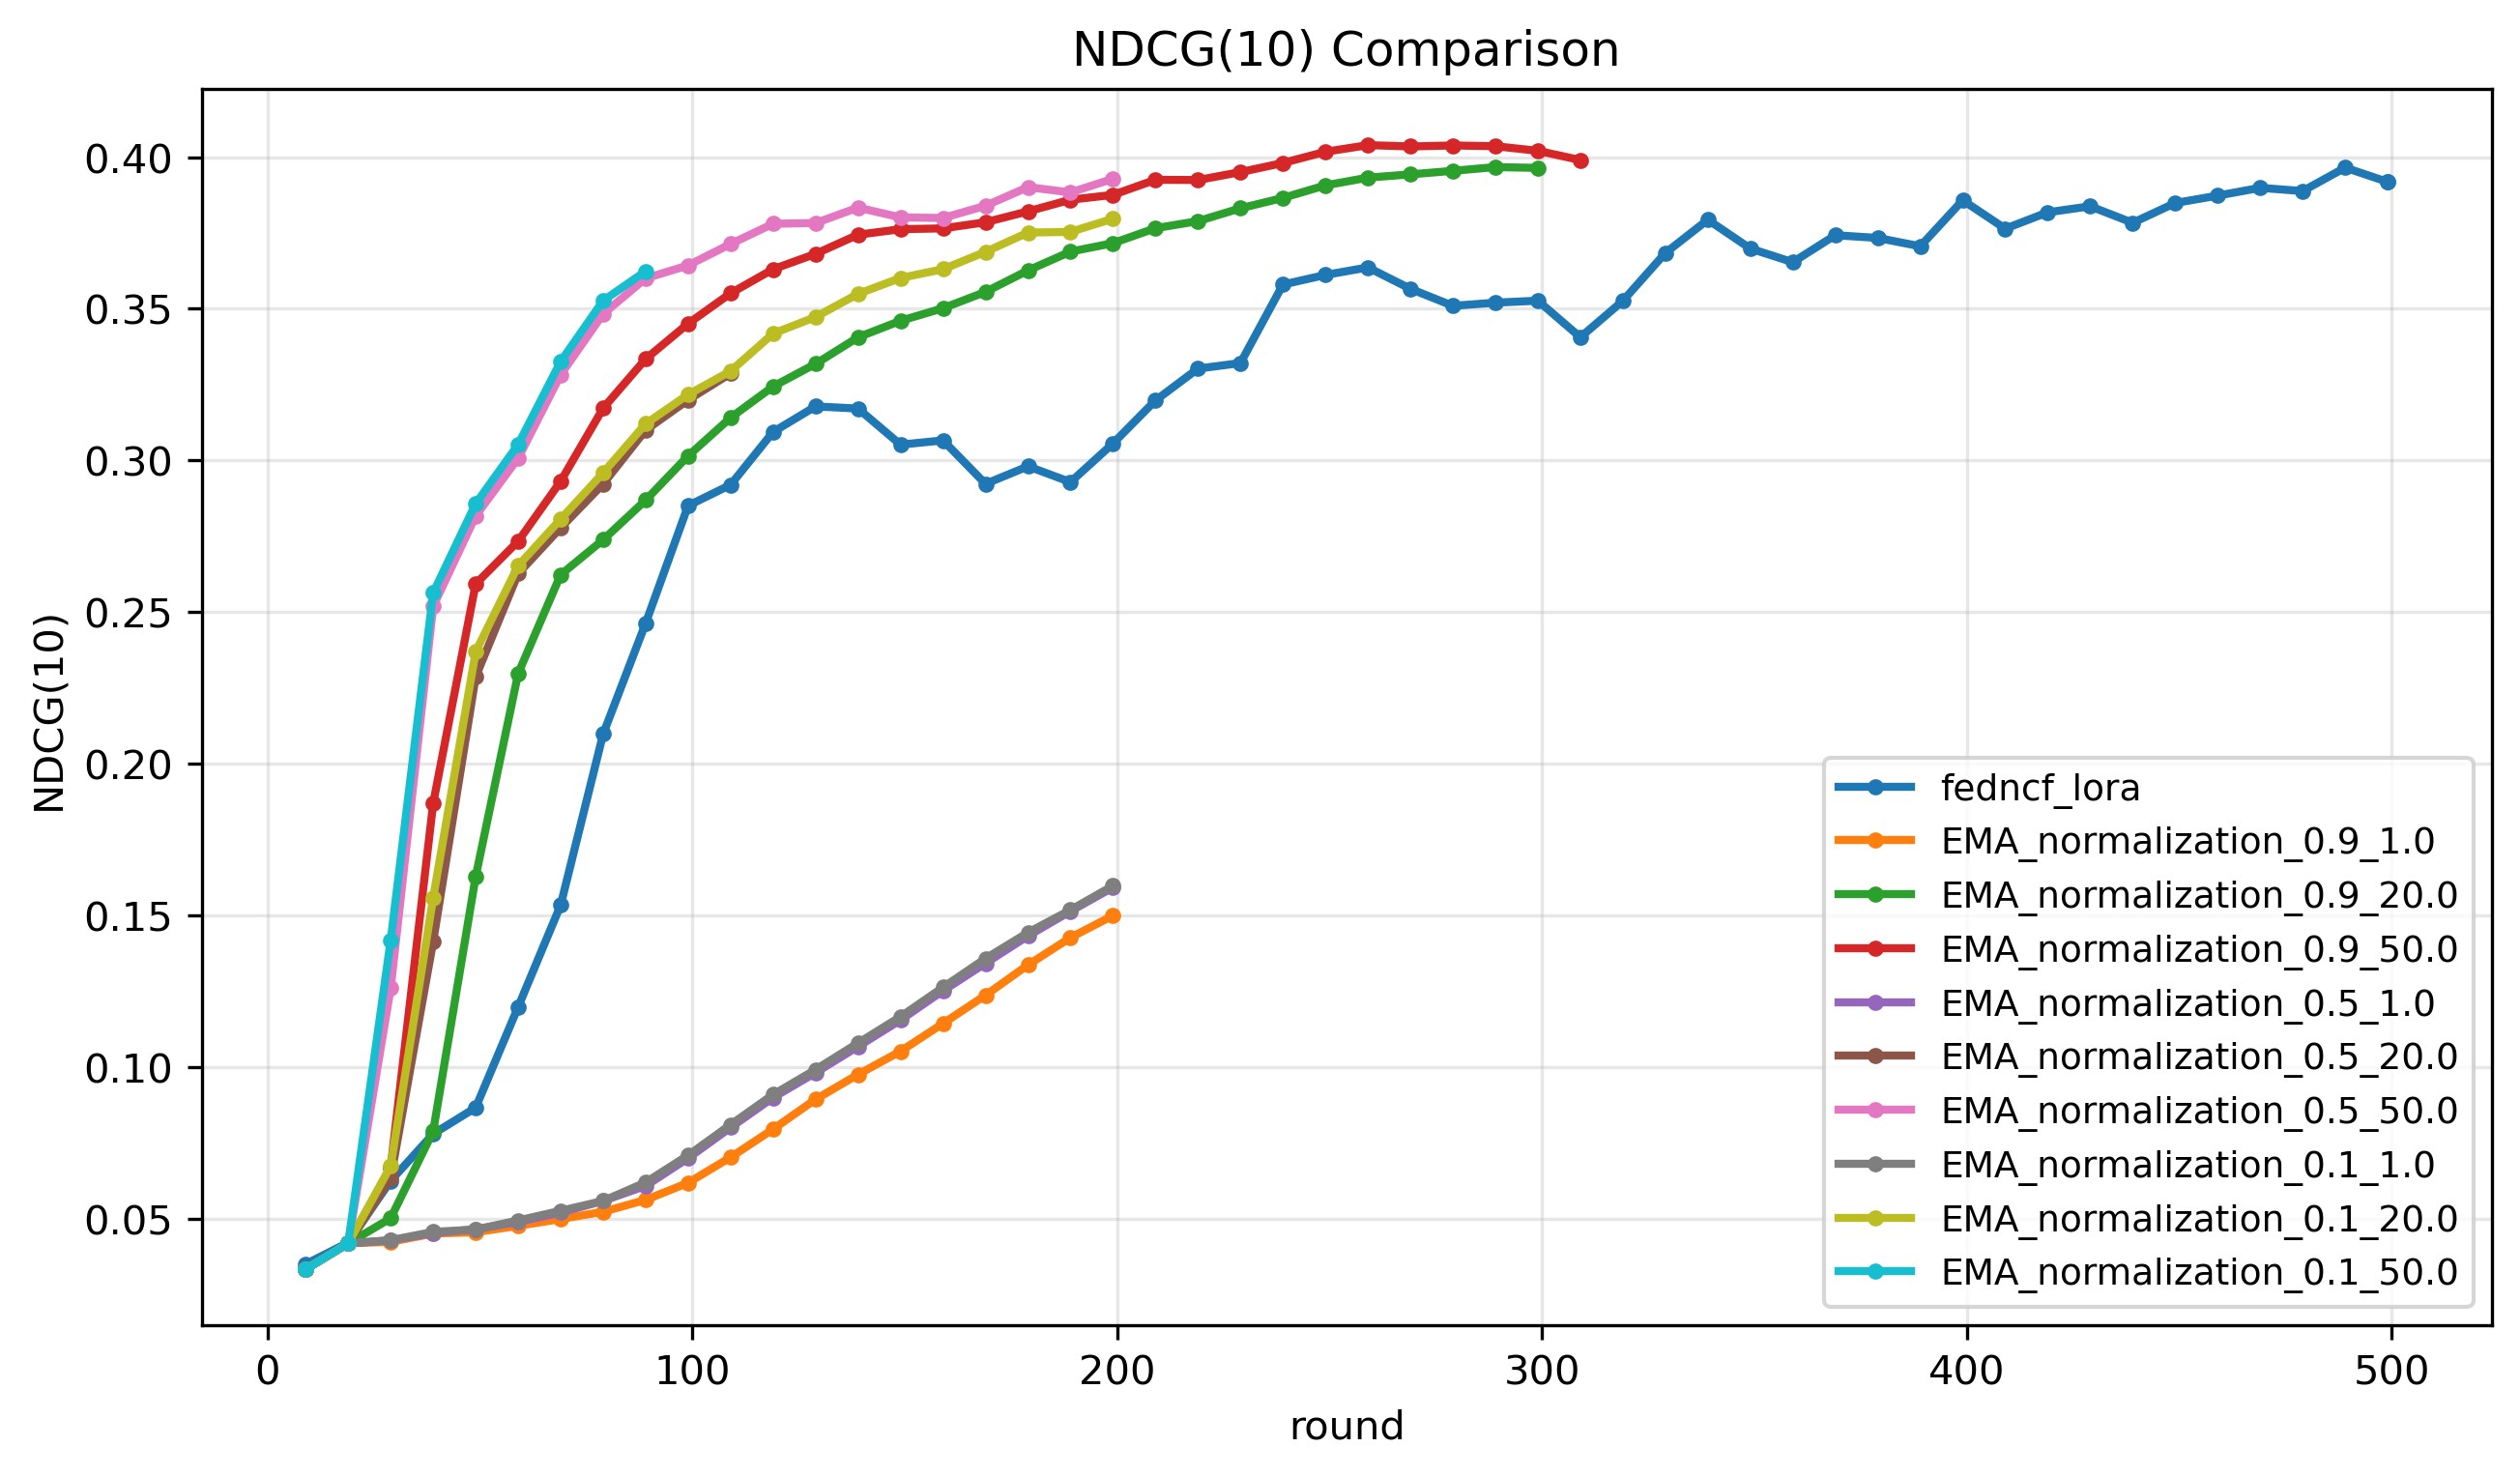 NDCG(10) Comparison
NDCG(10)
0.40
0.35
0.30
0.25
0.20
0.15
0.10
0.05
0 100 200 300 400 500
round
fedncf_lora
EMA_normalization_0.9_1.0
EMA_normalization_0.9_20.0
EMA_normalization_0.9_50.0
EMA_normalization_0.5_1.0
EMA_normalization_0.5_20.0
EMA_normalization_0.5_50.0
EMA_normalization_0.1_1.0
EMA_normalization_0.1_20.0
EMA_normalization_0.1_50.0